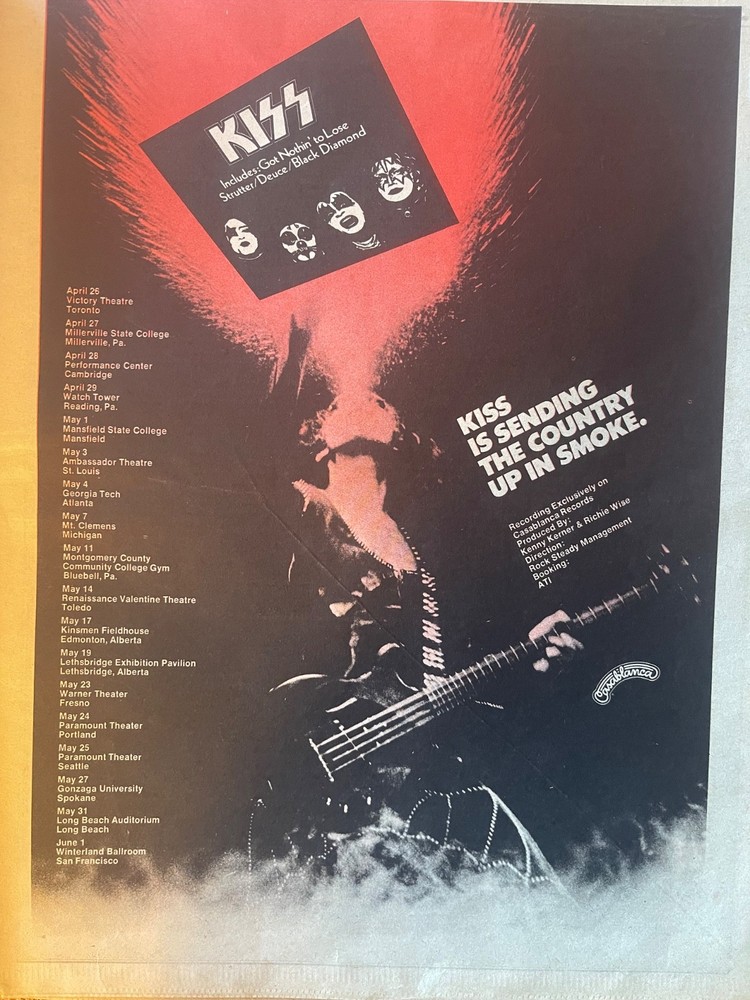 KISS
Includes: Got Nothin' to Lose
Strutter/Deuce/Black Diamond
April 26
Victory Theatre
Toronto
April 27
Millerville State College
Millerville, Pa.
April 28
Performance Center
Cambridge
April 29
Watch Tower
Reading, Pa.
May 1
Mansfield State College
Mansfield
May 3
Ambassador Theatre
St. Louis
May 4
Georgia Tech
Atlanta
May 7
Mt. Clemens
Michigan
May 11
Montgomery County
Community College Gym
Bluebell, Pa.
May 14
Renaissance Valentine Theatre
Toledo
May 17
Kinsmen Fieldhouse
Edmonton, Alberta
May 19
Lethsbridge Exhibition Pavilion
Lethsbridge, Alberta
May 23
Warner Theater
Fresno
May 24
Paramount Theater
Portland
May 25
Paramount Theater
Seattle
May 27
Gonzaga University
Spokane
May 31
Long Beach Auditorium
Long Beach
June 1
Winterland Ballroom
San Francisco
KISS
IS SENDING
THE COUNTRY
UP IN SMOKE.
Recording Exclusively on
Casablanca Records
Produced By:
Kenny Kerner & Richie Wise
Direction:
Rock Steady Management
Booking:
ATI
Casablanca